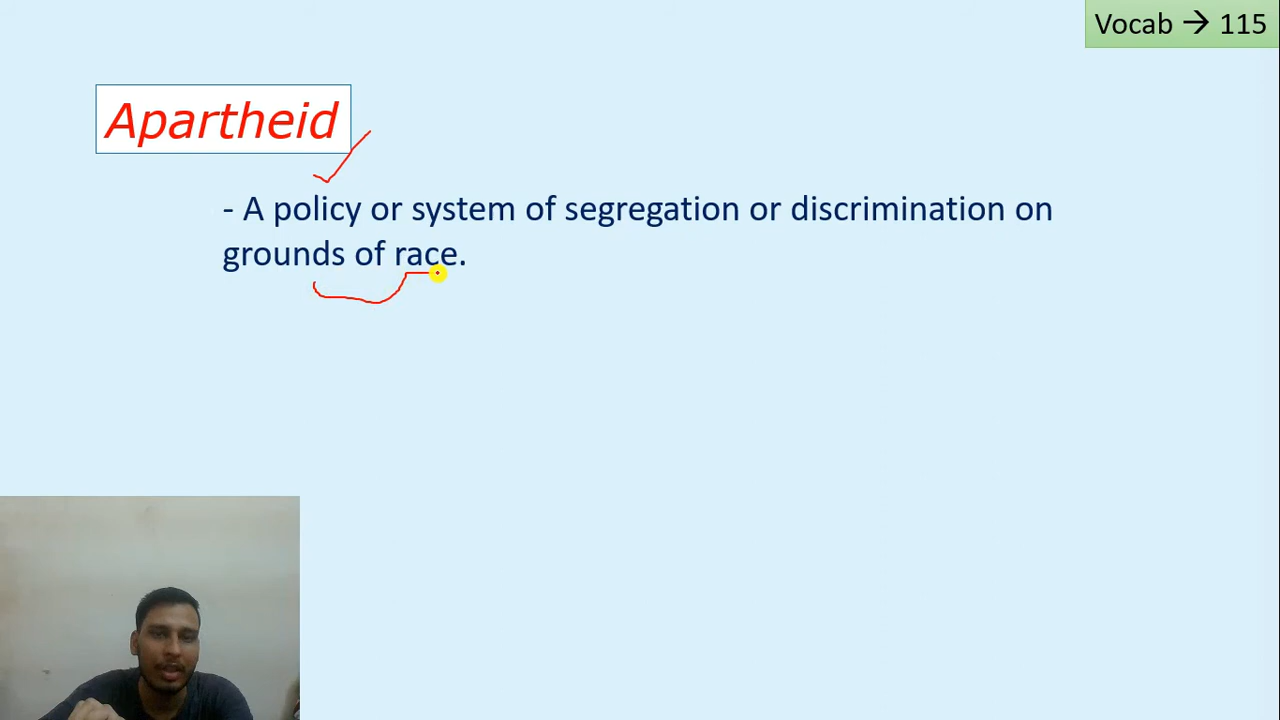 Vocab → 115
Apartheid
- A policy or system of segregation or discrimination on
grounds of race.